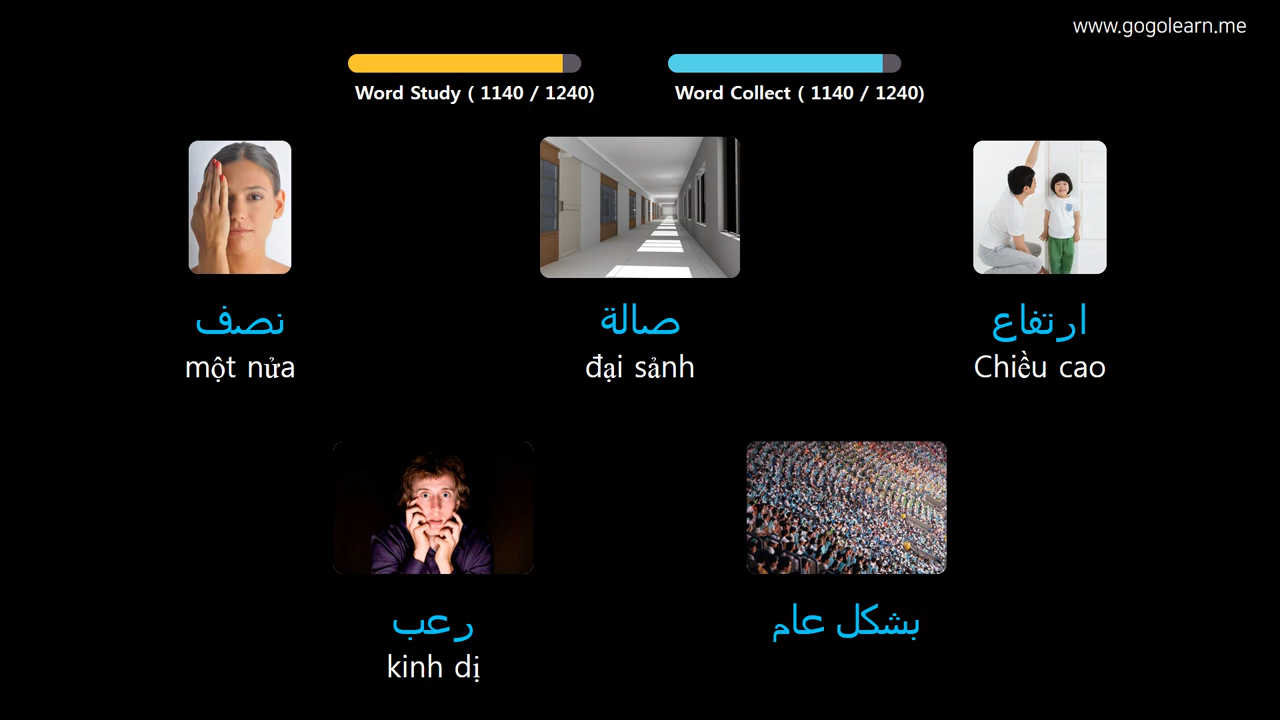 www.gogolearn.me
Word Study ( 1140 / 1240)
Word Collect ( 1140 / 1240)
نصف
một nửa
صالة
đại sảnh
ارتفاع
Chiều cao
رعب
kinh dị
بشكل عام